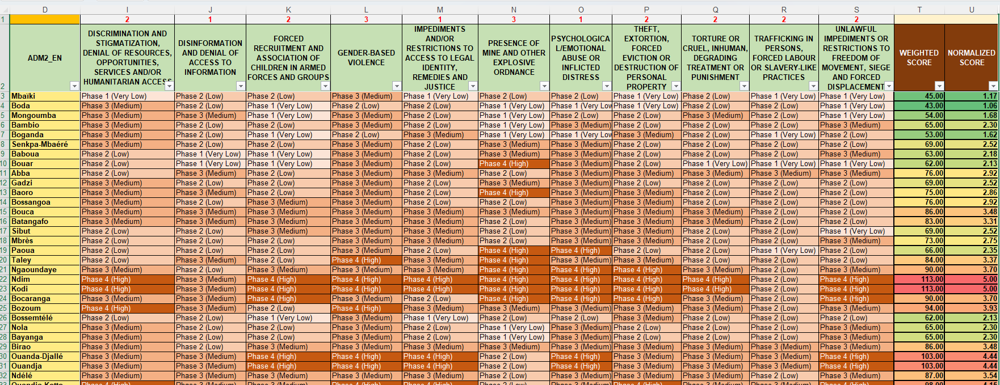 D I J K L M N O P Q R S T U
1 2 1 2 3 1 3 1 2 2 2 2
2 ADM2_EN DISCRIMINATION AND STIGMATIZATION, DENIAL OF RESOURCES, OPPORTUNITIES, SERVICES AND/OR HUMANITARIAN ACCESS DISINFORMATION AND DENIAL OF ACCESS TO INFORMATION FORCED RECRUITMENT AND ASSOCIATION OF CHILDREN IN ARMED FORCES AND GROUPS GENDER-BASED VIOLENCE IMPEDIMENTS AND/OR RESTRICTIONS TO ACCESS TO LEGAL IDENTITY, REMEDIES AND JUSTICE PRESENCE OF MINE AND OTHER EXPLOSIVE ORDNANCE PSYCHOLOGICAL/EMOTIONAL ABUSE OR INFLICTED DISTRESS THEFT, EXTORTION, FORCED EVICTION OR DESTRUCTION OF PERSONAL PROPERTY TORTURE OR CRUEL, INHUMAN, DEGRADING TREATMENT OR PUNISHMENT TRAFFICKING IN PERSONS, FORCED LABOUR OR SLAVERY-LIKE PRACTICES UNLAWFUL IMPEDIMENTS OR RESTRICTIONS TO FREEDOM OF MOVEMENT, SIEGE AND FORCED DISPLACEMENT WEIGHTED SCORE NORMALIZED SCORE
3 Mbaïki Phase 1 (Very Low) Phase 2 (Low) Phase 2 (Low) Phase 3 (Medium) Phase 1 (Very Low) Phase 2 (Low) Phase 2 (Low) Phase 1 (Very Low) Phase 2 (Low) Phase 1 (Very Low) Phase 1 (Very Low) 45.00 1.17
4 Boda Phase 3 (Medium) Phase 2 (Low) Phase 1 (Very Low) Phase 2 (Low) Phase 2 (Low) Phase 1 (Very Low) Phase 1 (Very Low Phase 1 (Very Low) Phase 2 (Low) Phase 2 (Low) Phase 1 (Very Low) 43.00 1.06
5 Mongoumba Phase 3 (Medium) Phase 3 (Medium) Phase 1 (Very Low) Phase 3 (Medium) Phase 2 (Low) Phase 1 (Very Low) Phase 2 (Low) Phase 2 (Low) Phase 3 (Medium) Phase 2 (Low) Phase 1 (Very Low) 54.00 1.68
6 Bambio Phase 3 (Medium) Phase 2 (Low) Phase 2 (Low) Phase 3 (Medium) Phase 2 (Low) Phase 1 (Very Low) Phase 3 (Medium) Phase 2 (Low) Phase 2 (Low) Phase 2 (Low) Phase 3 (Medium) 65.00 2.30
7 Boganda Phase 3 (Medium) Phase 2 (Low) Phase 1 (Very Low) Phase 2 (Low) Phase 3 (Medium) Phase 1 (Very Low) Phase 1 (Very Low Phase 3 (Medium) Phase 2 (Low) Phase 1 (Very Low) Phase 2 (Low) 53.00 1.62
8 Senkpa-Mbaéré Phase 3 (Medium) Phase 2 (Low) Phase 2 (Low) Phase 3 (Medium) Phase 2 (Low) Phase 3 (Medium) Phase 3 (Medium) Phase 2 (Low) Phase 2 (Low) Phase 2 (Low) Phase 2 (Low) 69.00 2.52
9 Baboua Phase 2 (Low) Phase 1 (Very Low) Phase 1 (Very Low) Phase 3 (Medium) Phase 2 (Low) Phase 3 (Medium) Phase 3 (Medium) Phase 2 (Low) Phase 2 (Low) Phase 2 (Low) Phase 3 (Medium) 63.00 2.18
10 Bouar Phase 2 (Low) Phase 1 (Very Low) Phase 1 (Very Low) Phase 3 (Medium) Phase 2 (Low) Phase 4 (High) Phase 3 (Medium) Phase 2 (Low) Phase 1 (Very Low) Phase 1 (Very Low) Phase 1 (Very Low) 62.00 2.13
11 Abba Phase 2 (Low) Phase 3 (Medium) Phase 2 (Low) Phase 3 (Medium) Phase 3 (Medium) Phase 2 (Low) Phase 3 (Medium) Phase 3 (Medium) Phase 3 (Medium) Phase 3 (Medium) Phase 3 (Medium) 76.00 2.92
12 Gadzi Phase 3 (Medium) Phase 2 (Low) Phase 2 (Low) Phase 3 (Medium) Phase 2 (Low) Phase 3 (Medium) Phase 3 (Medium) Phase 2 (Low) Phase 2 (Low) Phase 2 (Low) Phase 2 (Low) 69.00 2.52
13 Baoro Phase 3 (Medium) Phase 3 (Medium) Phase 2 (Low) Phase 3 (Medium) Phase 2 (Low) Phase 4 (High) Phase 3 (Medium) Phase 3 (Medium) Phase 2 (Low) Phase 2 (Low) Phase 2 (Low) 75.00 2.86
14 Bossangoa Phase 3 (Medium) Phase 2 (Low) Phase 3 (Medium) Phase 3 (Medium) Phase 2 (Low) Phase 2 (Low) Phase 3 (Medium) Phase 3 (Medium) Phase 3 (Medium) Phase 2 (Low) Phase 2 (Low) 76.00 2.92
15 Bouca Phase 3 (Medium) Phase 3 (Medium) Phase 3 (Medium) Phase 3 (Medium) Phase 3 (Medium) Phase 3 (Medium) Phase 3 (Medium) Phase 3 (Medium) Phase 3 (Medium) Phase 2 (Low) Phase 3 (Medium) 86.00 3.48
16 Batangafo Phase 3 (Medium) Phase 3 (Medium) Phase 3 (Medium) Phase 3 (Medium) Phase 3 (Medium) Phase 2 (Low) Phase 3 (Medium) Phase 3 (Medium) Phase 3 (Medium) Phase 2 (Low) Phase 3 (Medium) 83.00 3.31
17 Sibut Phase 2 (Low) Phase 2 (Low) Phase 3 (Medium) Phase 3 (Medium) Phase 3 (Medium) Phase 2 (Low) Phase 3 (Medium) Phase 3 (Medium) Phase 2 (Low) Phase 2 (Low) Phase 1 (Very Low) 69.00 2.52
18 Mbrès Phase 2 (Low) Phase 2 (Low) Phase 2 (Low) Phase 3 (Medium) Phase 3 (Medium) Phase 2 (Low) Phase 3 (Medium) Phase 3 (Medium) Phase 2 (Low) Phase 2 (Low) Phase 3 (Medium) 73.00 2.75
19 Paoua Phase 2 (Low) Phase 2 (Low) Phase 2 (Low) Phase 3 (Medium) Phase 2 (Low) Phase 4 (High) Phase 4 (High) Phase 2 (Low) Phase 2 (Low) Phase 1 (Very Low) Phase 2 (Low) 66.00 2.35
20 Taley Phase 2 (Low) Phase 3 (Medium) Phase 2 (Low) Phase 4 (High) Phase 3 (Medium) Phase 4 (High) Phase 3 (Medium) Phase 3 (Medium) Phase 2 (Low) Phase 2 (Low) Phase 3 (Medium) 84.00 3.37
21 Ngaoundaye Phase 3 (Medium) Phase 2 (Low) Phase 3 (Medium) Phase 3 (Medium) Phase 3 (Medium) Phase 4 (High) Phase 4 (High) Phase 4 (High) Phase 3 (Medium) Phase 2 (Low) Phase 3 (Medium) 90.00 3.70
22 Ndim Phase 4 (High) Phase 3 (Medium) Phase 4 (High) Phase 4 (High) Phase 4 (High) Phase 4 (High) Phase 4 (High) Phase 4 (High) Phase 4 (High) Phase 2 (Low) Phase 4 (High) 113.00 5.00
23 Kodi Phase 4 (High) Phase 3 (Medium) Phase 4 (High) Phase 4 (High) Phase 4 (High) Phase 4 (High) Phase 4 (High) Phase 4 (High) Phase 4 (High) Phase 2 (Low) Phase 4 (High) 113.00 5.00
24 Bocaranga Phase 3 (Medium) Phase 3 (Medium) Phase 4 (High) Phase 3 (Medium) Phase 2 (Low) Phase 4 (High) Phase 4 (High) Phase 4 (High) Phase 3 (Medium) Phase 2 (Low) Phase 4 (High) 90.00 3.70
25 Bozoum Phase 4 (High) Phase 3 (Medium) Phase 2 (Low) Phase 4 (High) Phase 3 (Medium) Phase 3 (Medium) Phase 3 (Medium) Phase 3 (Medium) Phase 3 (Medium) Phase 2 (Low) Phase 3 (Medium) 94.00 3.93
26 Bossemtélé Phase 2 (Low) Phase 2 (Low) Phase 1 (Very Low) Phase 3 (Medium) Phase 1 (Very Low) Phase 2 (Low) Phase 2 (Low) Phase 3 (Medium) Phase 2 (Low) Phase 2 (Low) Phase 2 (Low) 62.00 2.13
27 Nola Phase 3 (Medium) Phase 2 (Low) Phase 2 (Low) Phase 3 (Medium) Phase 2 (Low) Phase 1 (Very Low) Phase 3 (Medium) Phase 2 (Low) Phase 2 (Low) Phase 2 (Low) Phase 3 (Medium) 65.00 2.30
28 Bayanga Phase 3 (Medium) Phase 2 (Low) Phase 2 (Low) Phase 3 (Medium) Phase 2 (Low) Phase 1 (Very Low) Phase 3 (Medium) Phase 2 (Low) Phase 2 (Low) Phase 2 (Low) Phase 3 (Medium) 65.00 2.30
29 Birao Phase 3 (Medium) Phase 2 (Low) Phase 3 (Medium) Phase 3 (Medium) Phase 3 (Medium) Phase 3 (Medium) Phase 3 (Medium) Phase 3 (Medium) Phase 3 (Medium) Phase 3 (Medium) Phase 3 (Medium) 86.00 3.48
30 Ouanda-Djallé Phase 3 (Medium) Phase 3 (Medium) Phase 4 (High) Phase 4 (High) Phase 4 (High) Phase 2 (Low) Phase 4 (High) Phase 3 (Medium) Phase 3 (Medium) Phase 3 (Medium) Phase 4 (High) 103.00 4.44
31 Ouandja Phase 3 (Medium) Phase 3 (Medium) Phase 4 (High) Phase 4 (High) Phase 4 (High) Phase 2 (Low) Phase 4 (High) Phase 3 (Medium) Phase 3 (Medium) Phase 3 (Medium) Phase 4 (High) 103.00 4.44
32 Ndélé Phase 3 (Medium) Phase 3 (Medium) Phase 3 (Medium) Phase 3 (Medium) Phase 3 (Medium) Phase 2 (Low) Phase 3 (Medium) Phase 3 (Medium) Phase 3 (Medium) Phase 2 (Low) Phase 3 (Medium) 87.00 3.54